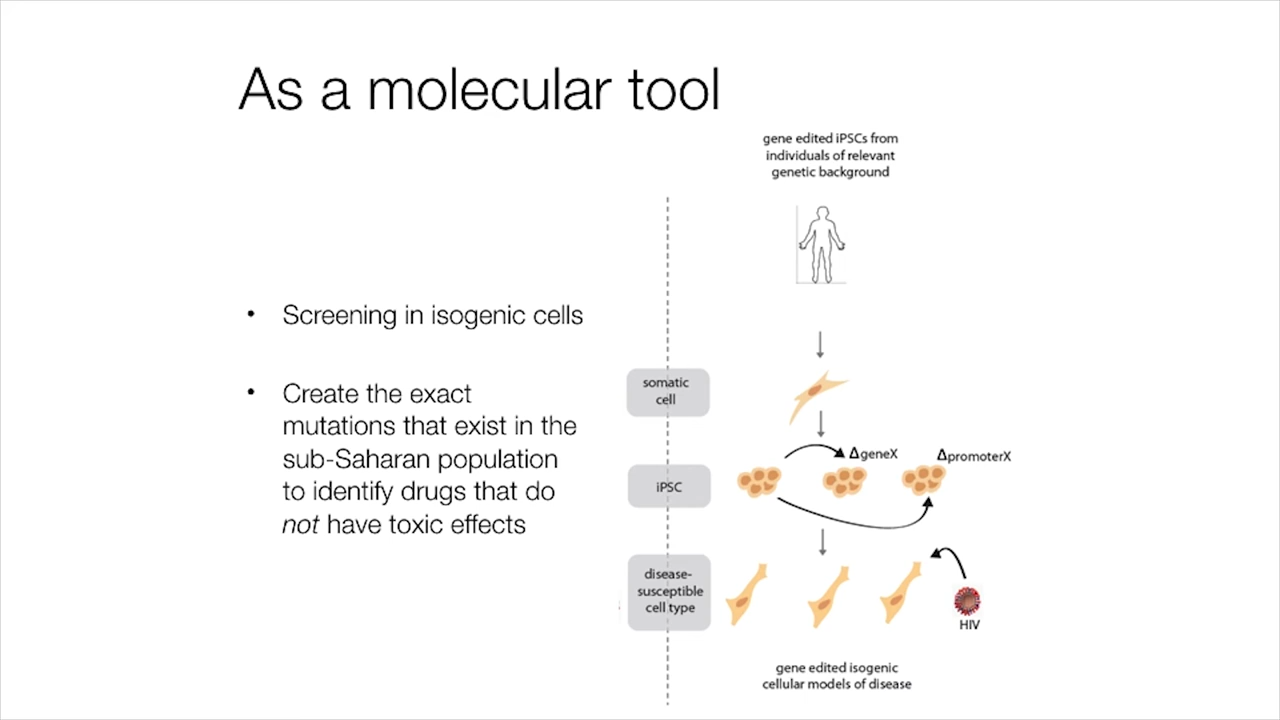 As a molecular tool
gene edited iPSCs from
individuals of relevant
genetic background
• Screening in isogenic cells
• Create the exact
mutations that exist in the
sub-Saharan population
to identify drugs that do
not have toxic effects
somatic
cell
ΔgeneX
ΔpromoterX
iPSC
disease-
susceptible
cell type
HIV
gene edited isogenic
cellular models of disease